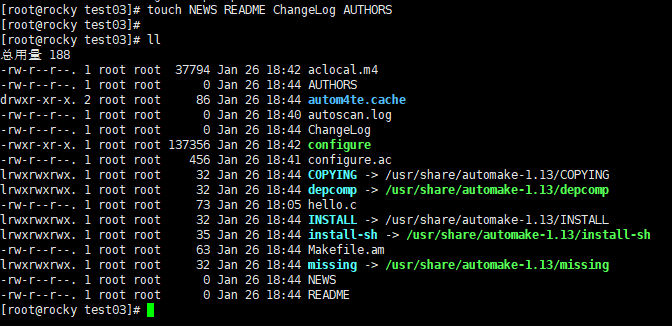 [root@rocky test03]# touch NEWS README ChangeLog AUTHORS
[root@rocky test03]#
[root@rocky test03]# ll
总用量 188
-rw-r--r--. 1 root root  37794 Jan 26 18:42 aclocal.m4
-rw-r--r--. 1 root root      0 Jan 26 18:44 AUTHORS
drwxr-xr-x. 2 root root     86 Jan 26 18:44 autom4te.cache
-rw-r--r--. 1 root root      0 Jan 26 18:40 autoscan.log
-rw-r--r--. 1 root root      0 Jan 26 18:44 ChangeLog
-rwxr-xr-x. 1 root root 137356 Jan 26 18:42 configure
-rw-r--r--. 1 root root    456 Jan 26 18:41 configure.ac
lrwxrwxrwx. 1 root root     32 Jan 26 18:44 COPYING -> /usr/share/automake-1.13/COPYING
lrwxrwxrwx. 1 root root     32 Jan 26 18:44 depcomp -> /usr/share/automake-1.13/depcomp
-rw-r--r--. 1 root root     73 Jan 26 18:05 hello.c
lrwxrwxrwx. 1 root root     32 Jan 26 18:44 INSTALL -> /usr/share/automake-1.13/INSTALL
lrwxrwxrwx. 1 root root     35 Jan 26 18:44 install-sh -> /usr/share/automake-1.13/install-sh
-rw-r--r--. 1 root root     63 Jan 26 18:44 Makefile.am
lrwxrwxrwx. 1 root root     32 Jan 26 18:44 missing -> /usr/share/automake-1.13/missing
-rw-r--r--. 1 root root      0 Jan 26 18:44 NEWS
-rw-r--r--. 1 root root      0 Jan 26 18:44 README
[root@rocky test03]#